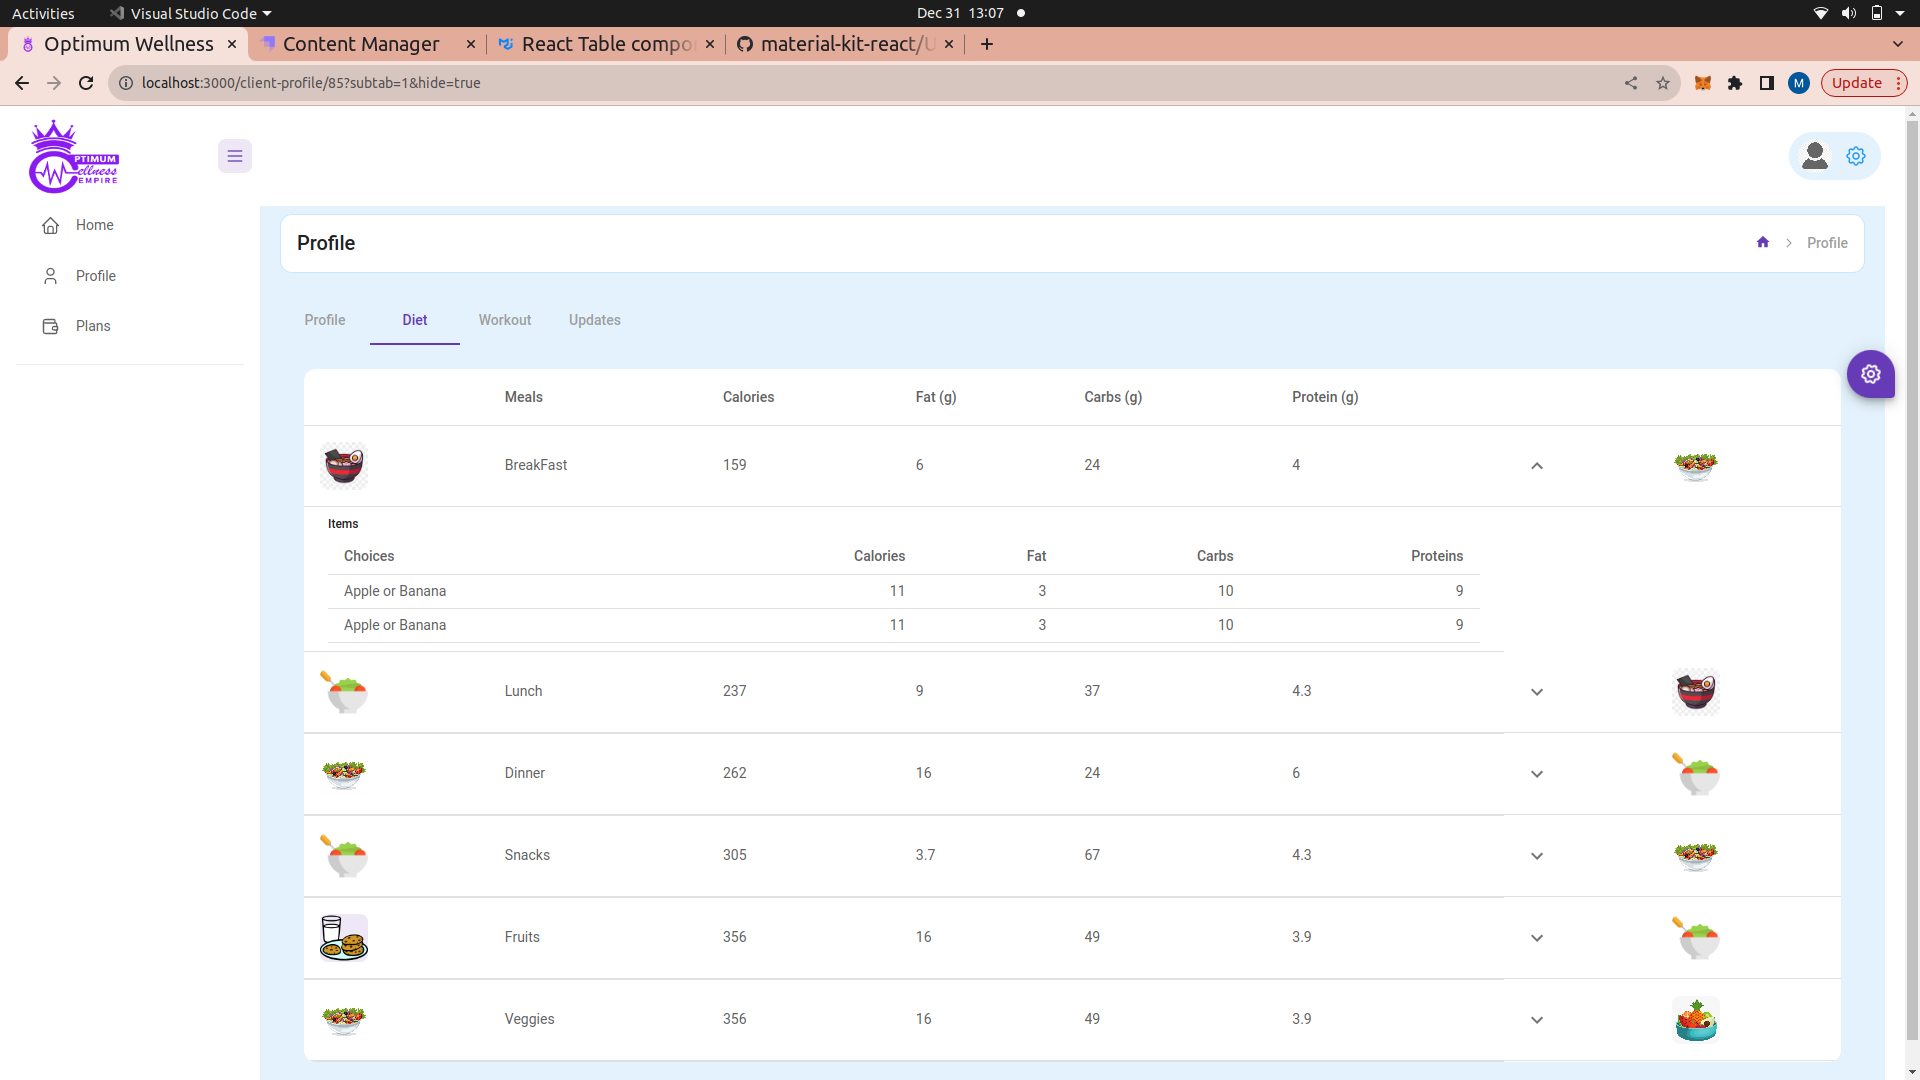 Activities Visual Studio Code Dec 31 13:07
Optimum Wellness Content Manager React Table compo material-kit-react/U
localhost:3000/client-profile/85?subtab=1&hide=true M Update
PTIMUM
ellness
EMPIRE
Home
Profile
Plans
Profile Profile
Profile Diet Workout Updates
Meals Calories Fat (g) Carbs (g) Protein (g)
BreakFast 159 6 24 4
Items
Choices Calories Fat Carbs Proteins
Apple or Banana 11 3 10 9
Apple or Banana 11 3 10 9
Lunch 237 9 37 4.3
Dinner 262 16 24 6
Snacks 305 3.7 67 4.3
Fruits 356 16 49 3.9
Veggies 356 16 49 3.9